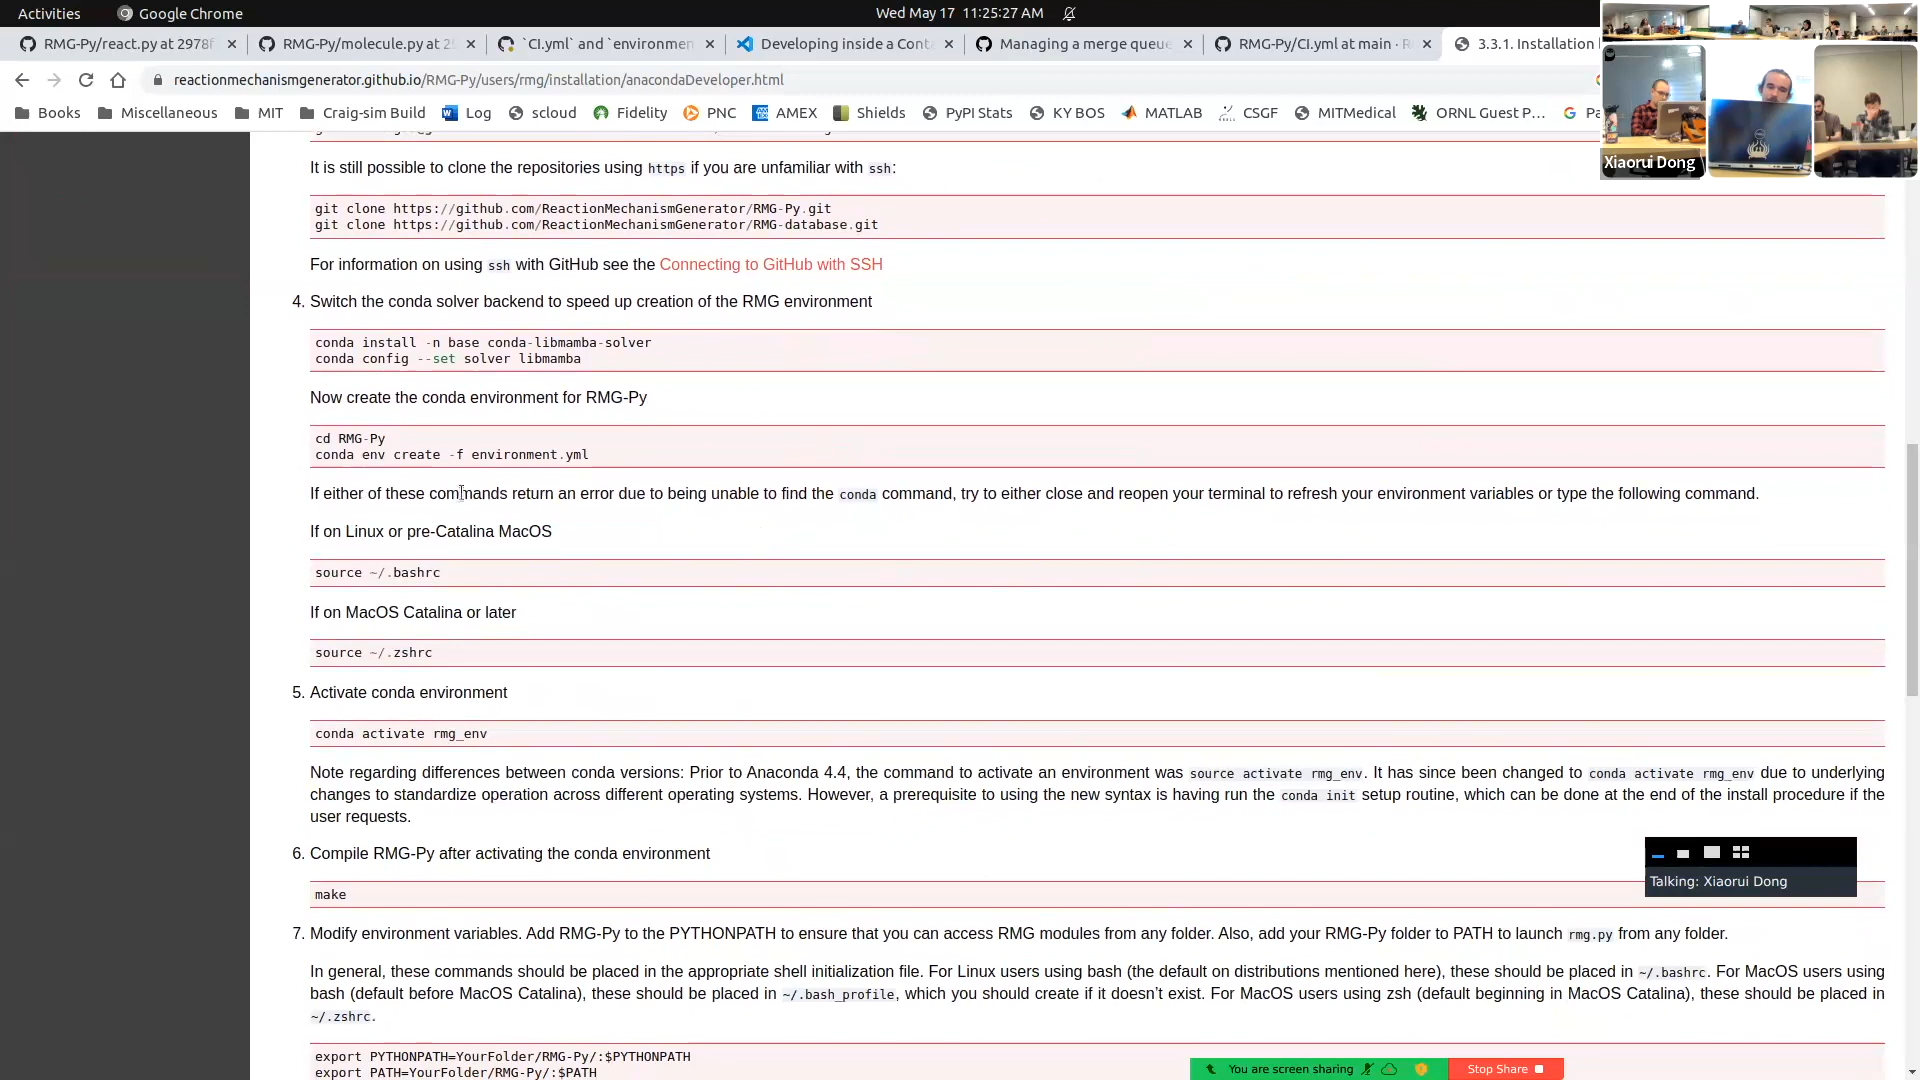 Activities
Google Chrome
Wed May 17 11:25:27 AM
RMG-Py/react.py at 2978f
RMG-Py/molecule.py at 2
`CI.yml` and `environmen
Developing inside a Cont
Managing a merge queue
RMG-Py/CI.yml at main · R
3.3.1. Installation
reactionmechanismgenerator.github.io/RMG-Py/users/rmg/installation/anacondaDeveloper.html
Books
Miscellaneous
MIT
Craig-sim Build
Log
scloud
Fidelity
PNC
AMEX
Shields
PyPI Stats
KY BOS
MATLAB
CSGF
MITMedical
ORNL Guest P...
Xiaorui Dong
It is still possible to clone the repositories using https if you are unfamiliar with ssh:
git clone https://github.com/ReactionMechanismGenerator/RMG-Py.git
git clone https://github.com/ReactionMechanismGenerator/RMG-database.git
For information on using ssh with GitHub see the Connecting to GitHub with SSH
4. Switch the conda solver backend to speed up creation of the RMG environment
conda install -n base conda-libmamba-solver
conda config --set solver libmamba
Now create the conda environment for RMG-Py
cd RMG-Py
conda env create -f environment.yml
If either of these commands return an error due to being unable to find the conda command, try to either close and reopen your terminal to refresh your environment variables or type the following command.
If on Linux or pre-Catalina MacOS
source ~/.bashrc
If on MacOS Catalina or later
source ~/.zshrc
5. Activate conda environment
conda activate rmg_env
Note regarding differences between conda versions: Prior to Anaconda 4.4, the command to activate an environment was source activate rmg_env. It has since been changed to conda activate rmg_env due to underlying
changes to standardize operation across different operating systems. However, a prerequisite to using the new syntax is having run the conda init setup routine, which can be done at the end of the install procedure if the
user requests.
6. Compile RMG-Py after activating the conda environment
make
Talking: Xiaorui Dong
7. Modify environment variables. Add RMG-Py to the PYTHONPATH to ensure that you can access RMG modules from any folder. Also, add your RMG-Py folder to PATH to launch rmg.py from any folder.
In general, these commands should be placed in the appropriate shell initialization file. For Linux users using bash (the default on distributions mentioned here), these should be placed in ~/.bashrc. For MacOS users using
bash (default before MacOS Catalina), these should be placed in ~/.bash_profile, which you should create if it doesn't exist. For MacOS users using zsh (default beginning in MacOS Catalina), these should be placed in
~/.zshrc.
export PYTHONPATH=YourFolder/RMG-Py/:$PYTHONPATH
export PATH=YourFolder/RMG-Py/:$PATH
You are screen sharing
Stop Share